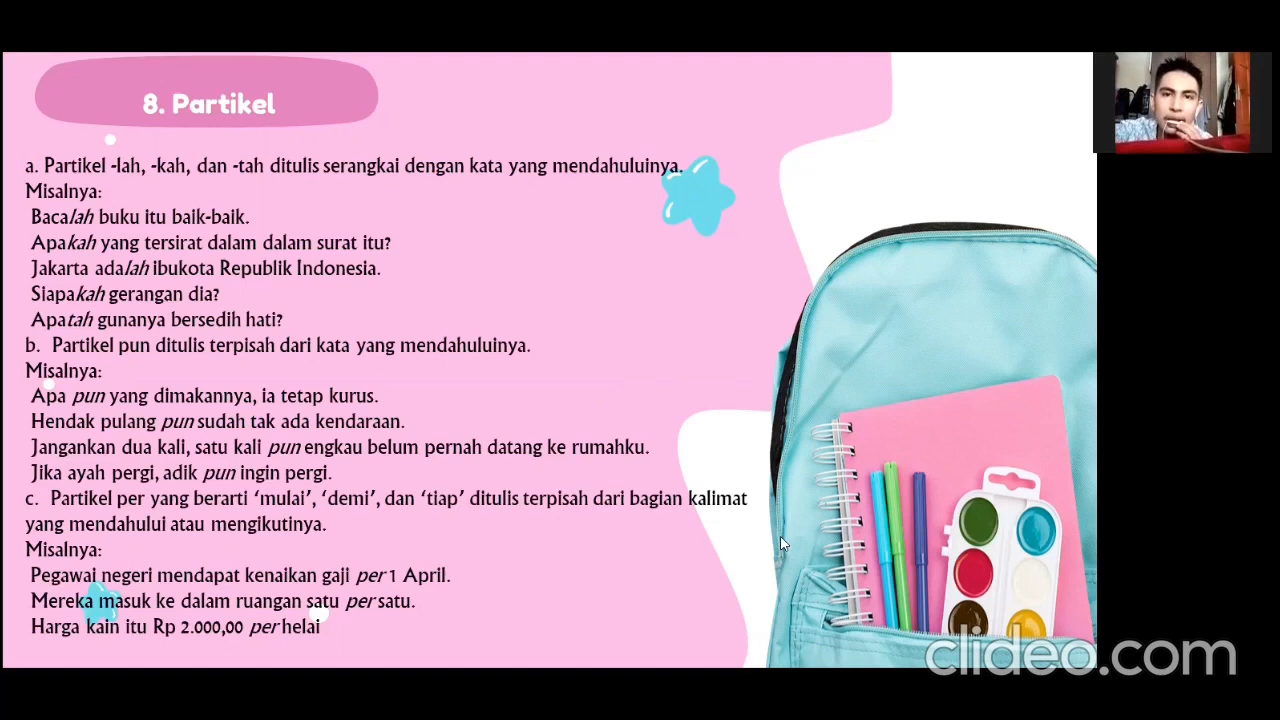 8. Partikel
a. Partikel -lah, -kah, dan -tah ditulis serangkai dengan kata yang mendahuluinya.
Misalnya:
Bacalah buku itu baik-baik.
Apakah yang tersirat dalam dalam surat itu?
Jakarta adalah ibukota Republik Indonesia.
Siapakah gerangan dia?
Apatah gunanya bersedih hati?
b. Partikel pun ditulis terpisah dari kata yang mendahuluinya.
Misalnya:
Apa pun yang dimakannya, ia tetap kurus.
Hendak pulang pun sudah tak ada kendaraan.
Jangankan dua kali, satu kali pun engkau belum pernah datang ke rumahku.
Jika ayah pergi, adik pun ingin pergi.
c. Partikel per yang berarti ‘mulai’, ‘demi’, dan ‘tiap’ ditulis terpisah dari bagian kalimat
yang mendahului atau mengikutinya.
Misalnya:
Pegawai negeri mendapat kenaikan gaji per 1 April.
Mereka masuk ke dalam ruangan satu per satu.
Harga kain itu Rp 2.000,00 per helai
clideo.com